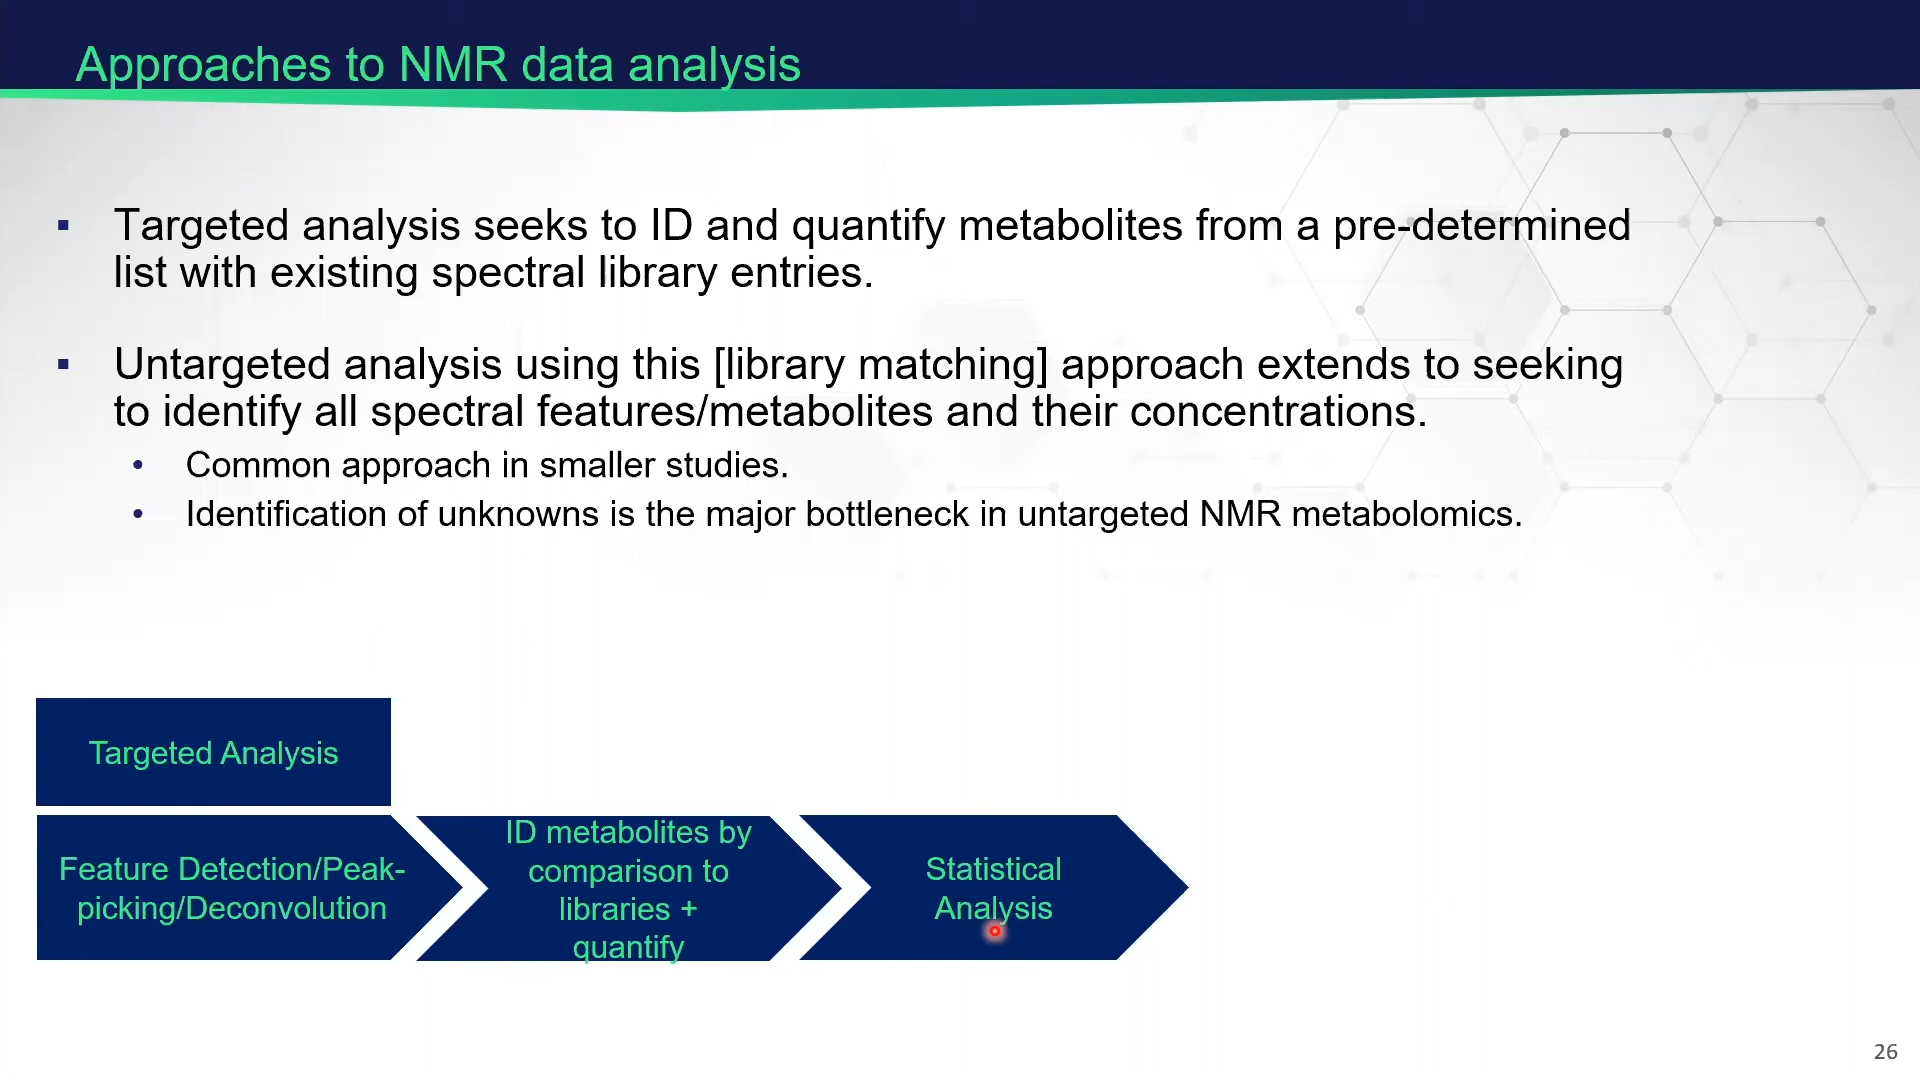 Approaches to NMR data analysis
▪ Targeted analysis seeks to ID and quantify metabolites from a pre-determined
list with existing spectral library entries.
▪ Untargeted analysis using this [library matching] approach extends to seeking
to identify all spectral features/metabolites and their concentrations.
• Common approach in smaller studies.
• Identification of unknowns is the major bottleneck in untargeted NMR metabolomics.
Targeted Analysis
Feature Detection/Peak-
picking/Deconvolution
ID metabolites by
comparison to
libraries +
quantify
Statistical
Analysis
26